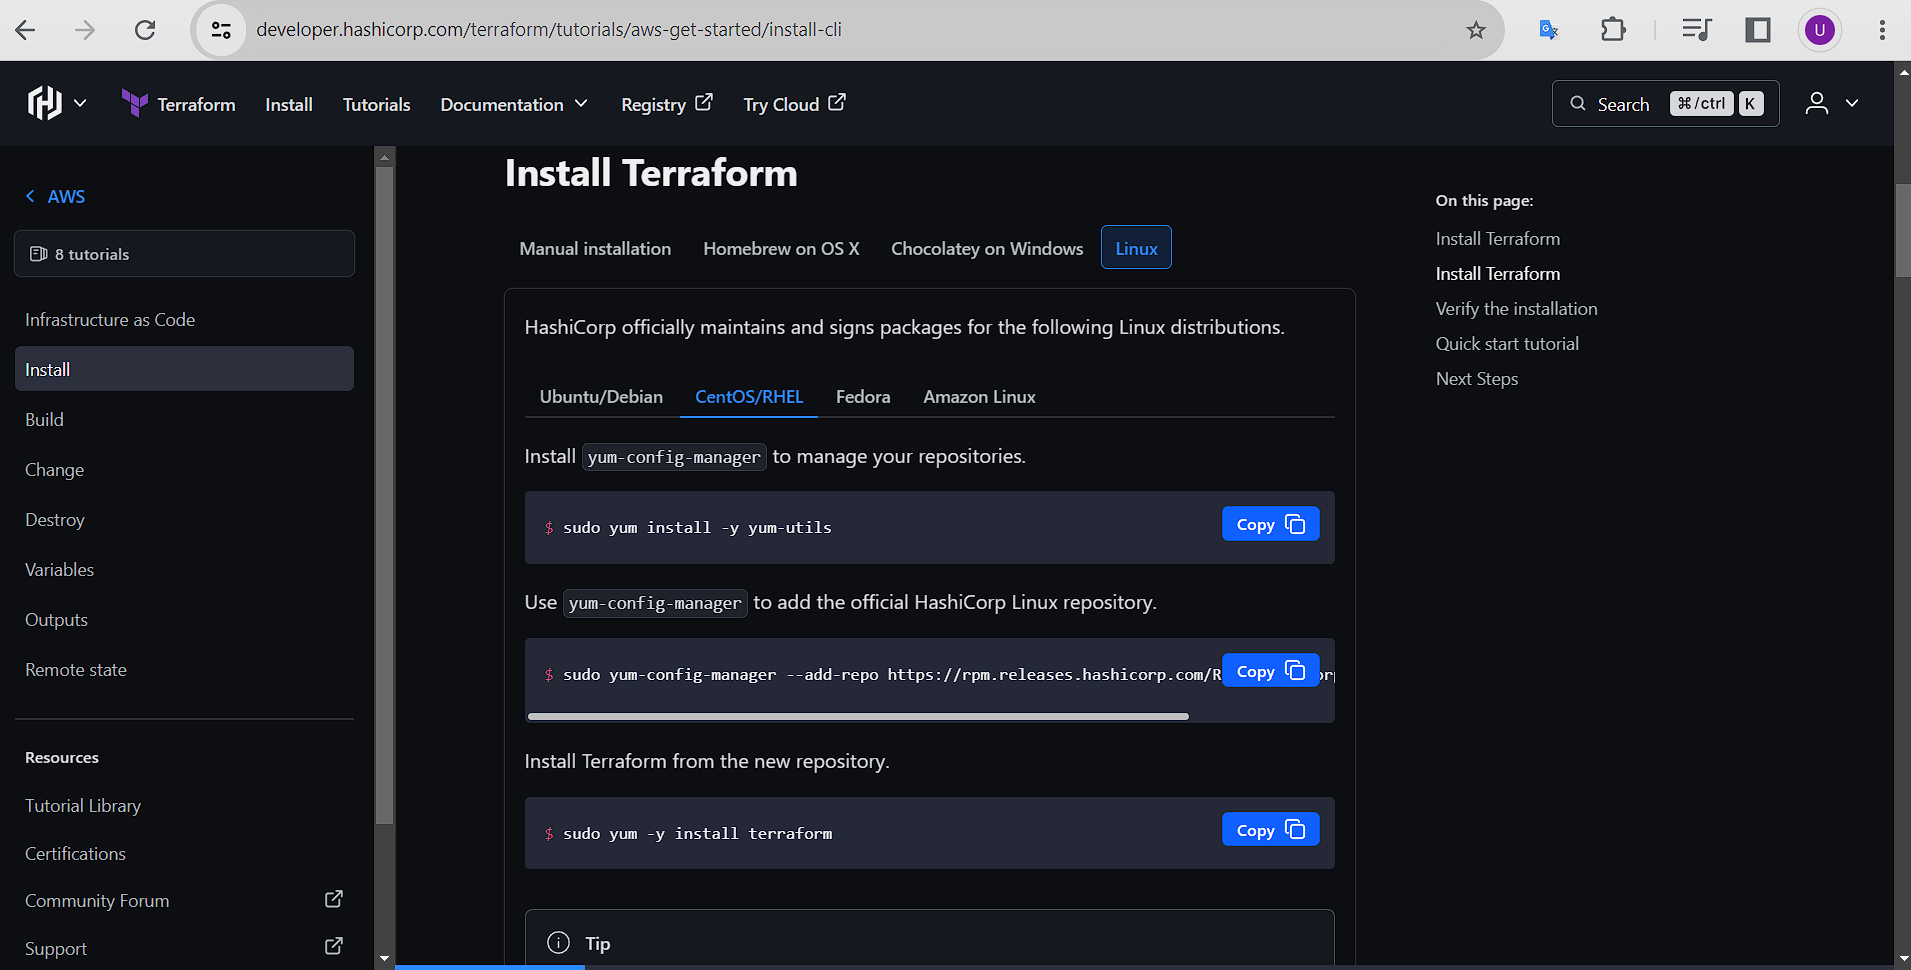 developer.hashicorp.com/terraform/tutorials/aws-get-started/install-cli
U
Terraform Install Tutorials Documentation Registry Try Cloud Search ⌘/ctrl K
AWS
8 tutorials
Infrastructure as Code
Install
Build
Change
Destroy
Variables
Outputs
Remote state
Resources
Tutorial Library
Certifications
Community Forum
Support
Install Terraform
Manual installation Homebrew on OS X Chocolatey on Windows Linux
HashiCorp officially maintains and signs packages for the following Linux distributions.
Ubuntu/Debian CentOS/RHEL Fedora Amazon Linux
Install yum-config-manager to manage your repositories.
$ sudo yum install -y yum-utils Copy
Use yum-config-manager to add the official HashiCorp Linux repository.
$ sudo yum-config-manager --add-repo https://rpm.releases.hashicorp.com/R Copy
Install Terraform from the new repository.
$ sudo yum -y install terraform Copy
Tip
On this page:
Install Terraform
Install Terraform
Verify the installation
Quick start tutorial
Next Steps